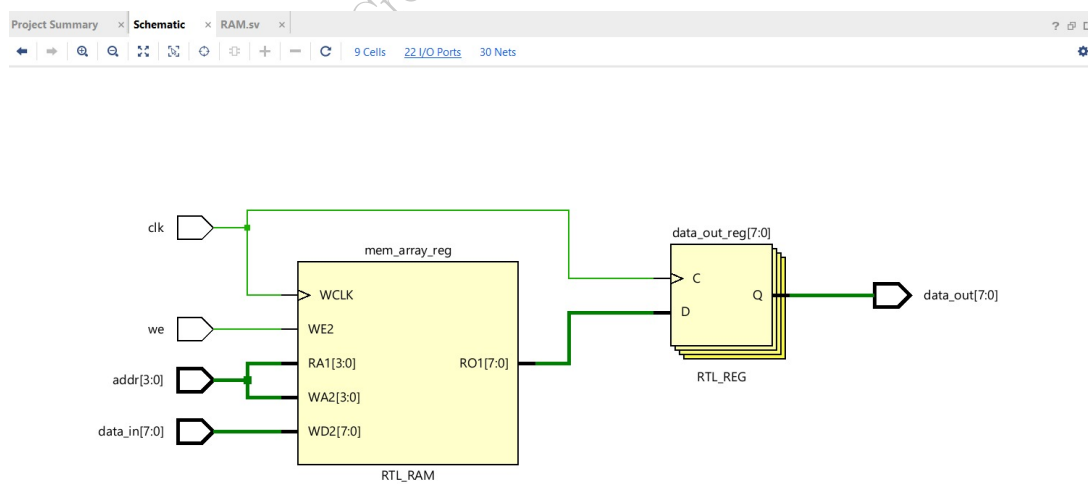 Project Summary × Schematic × RAM.sv ×
?
9 Cells 22 I/O Ports 30 Nets
clk
data_out_reg[7:0]
mem_array_reg
C
WCLK
Q
data_out[7:0]
D
we
WE2
RA1[3:0]
RO1[7:0]
addr[3:0]
RTL_REG
WA2[3:0]
data_in[7:0]
WD2[7:0]
RTL_RAM